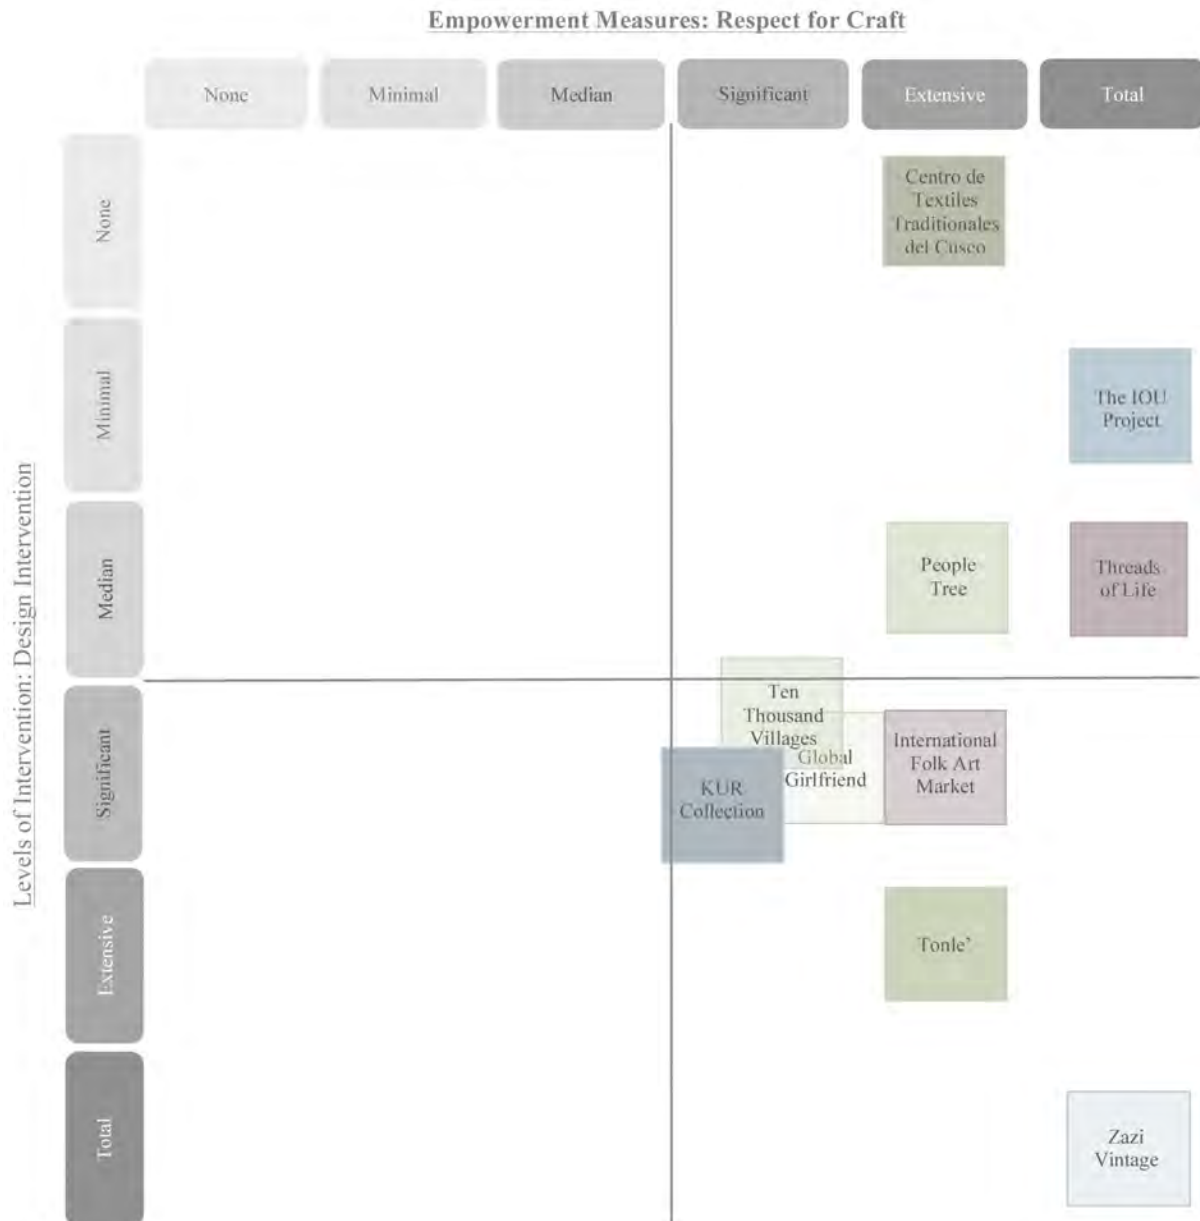 Empowerment Measures: Respect for Craft
None
Minimal
Median
Significant
Extensive
Total
Levels of Intervention: Design Intervention
None
Minimal
Median
Significant
Extensive
Total
Centro de
Textiles
Traditionales
del Cusco
The IOU
Project
People
Tree
Threads
of Life
Ten
Thousand
Villages
Global
Girlfriend
KUR
Collection
International
Folk Art
Market
Tonle’
Zazi
Vintage